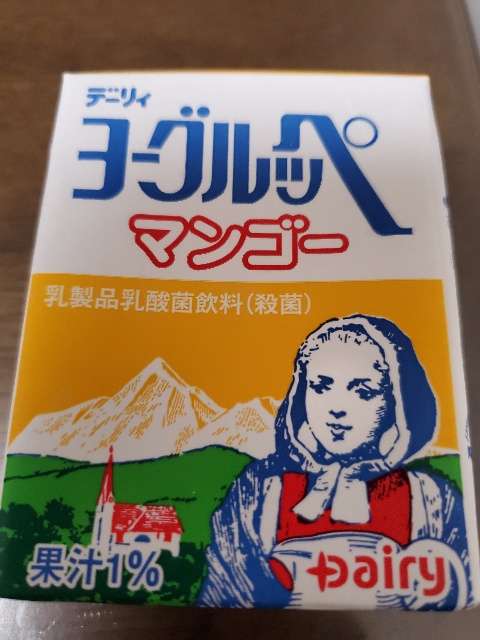 デーリィ
ヨーグルッペ
マンゴー
乳製品乳酸菌飲料(殺菌)
果汁1%
Dairy